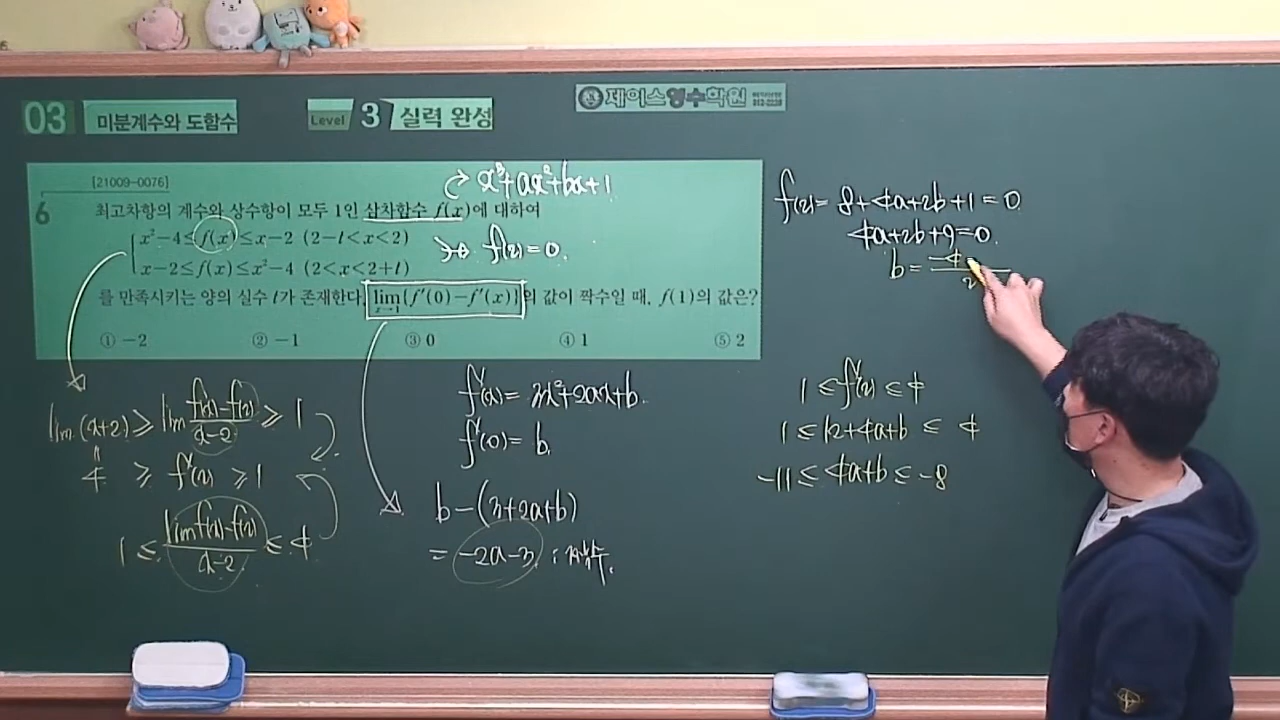 03 미분계수와 도함수
Level 3 실력 완성
제이스영수학원
[21009-0076]
6 최고차항의 계수와 상수항이 모두 1인 삼차함수 f(x)에 대하여
x²-4≤f(x)≤x-2 (2-l<x<2)
x-2≤f(x)≤x²-4 (2<x<2+l)
를 만족시키는 양의 실수 l가 존재한다. lim x→1 {f'(0)-f'(x)}의 값이 짝수일 때, f(1)의 값은?
① -2 ② -1 ③ 0 ④ 1 ⑤ 2
x³+ax²+bx+1
f(2)=0.
lim (x+2) ≥ lim f(x)-f(2) / x-2 ≥ 1
4 ≥ f'(2) ≥ 1
1 ≤ lim f(x)-f(2) / x-2 ≤ 4
f'(x)= 3x²+2ax+b.
f'(0)= b.
b-(3+2a+b)
= -2a-3 :
f(2)= 8+4a+2b+1=0
4a+2b+9=0.
b= -4 / 2
1 ≤ f'(2) ≤ 4
1 ≤ 12+4a+b ≤ 4
-11 ≤ 4a+b ≤ -8